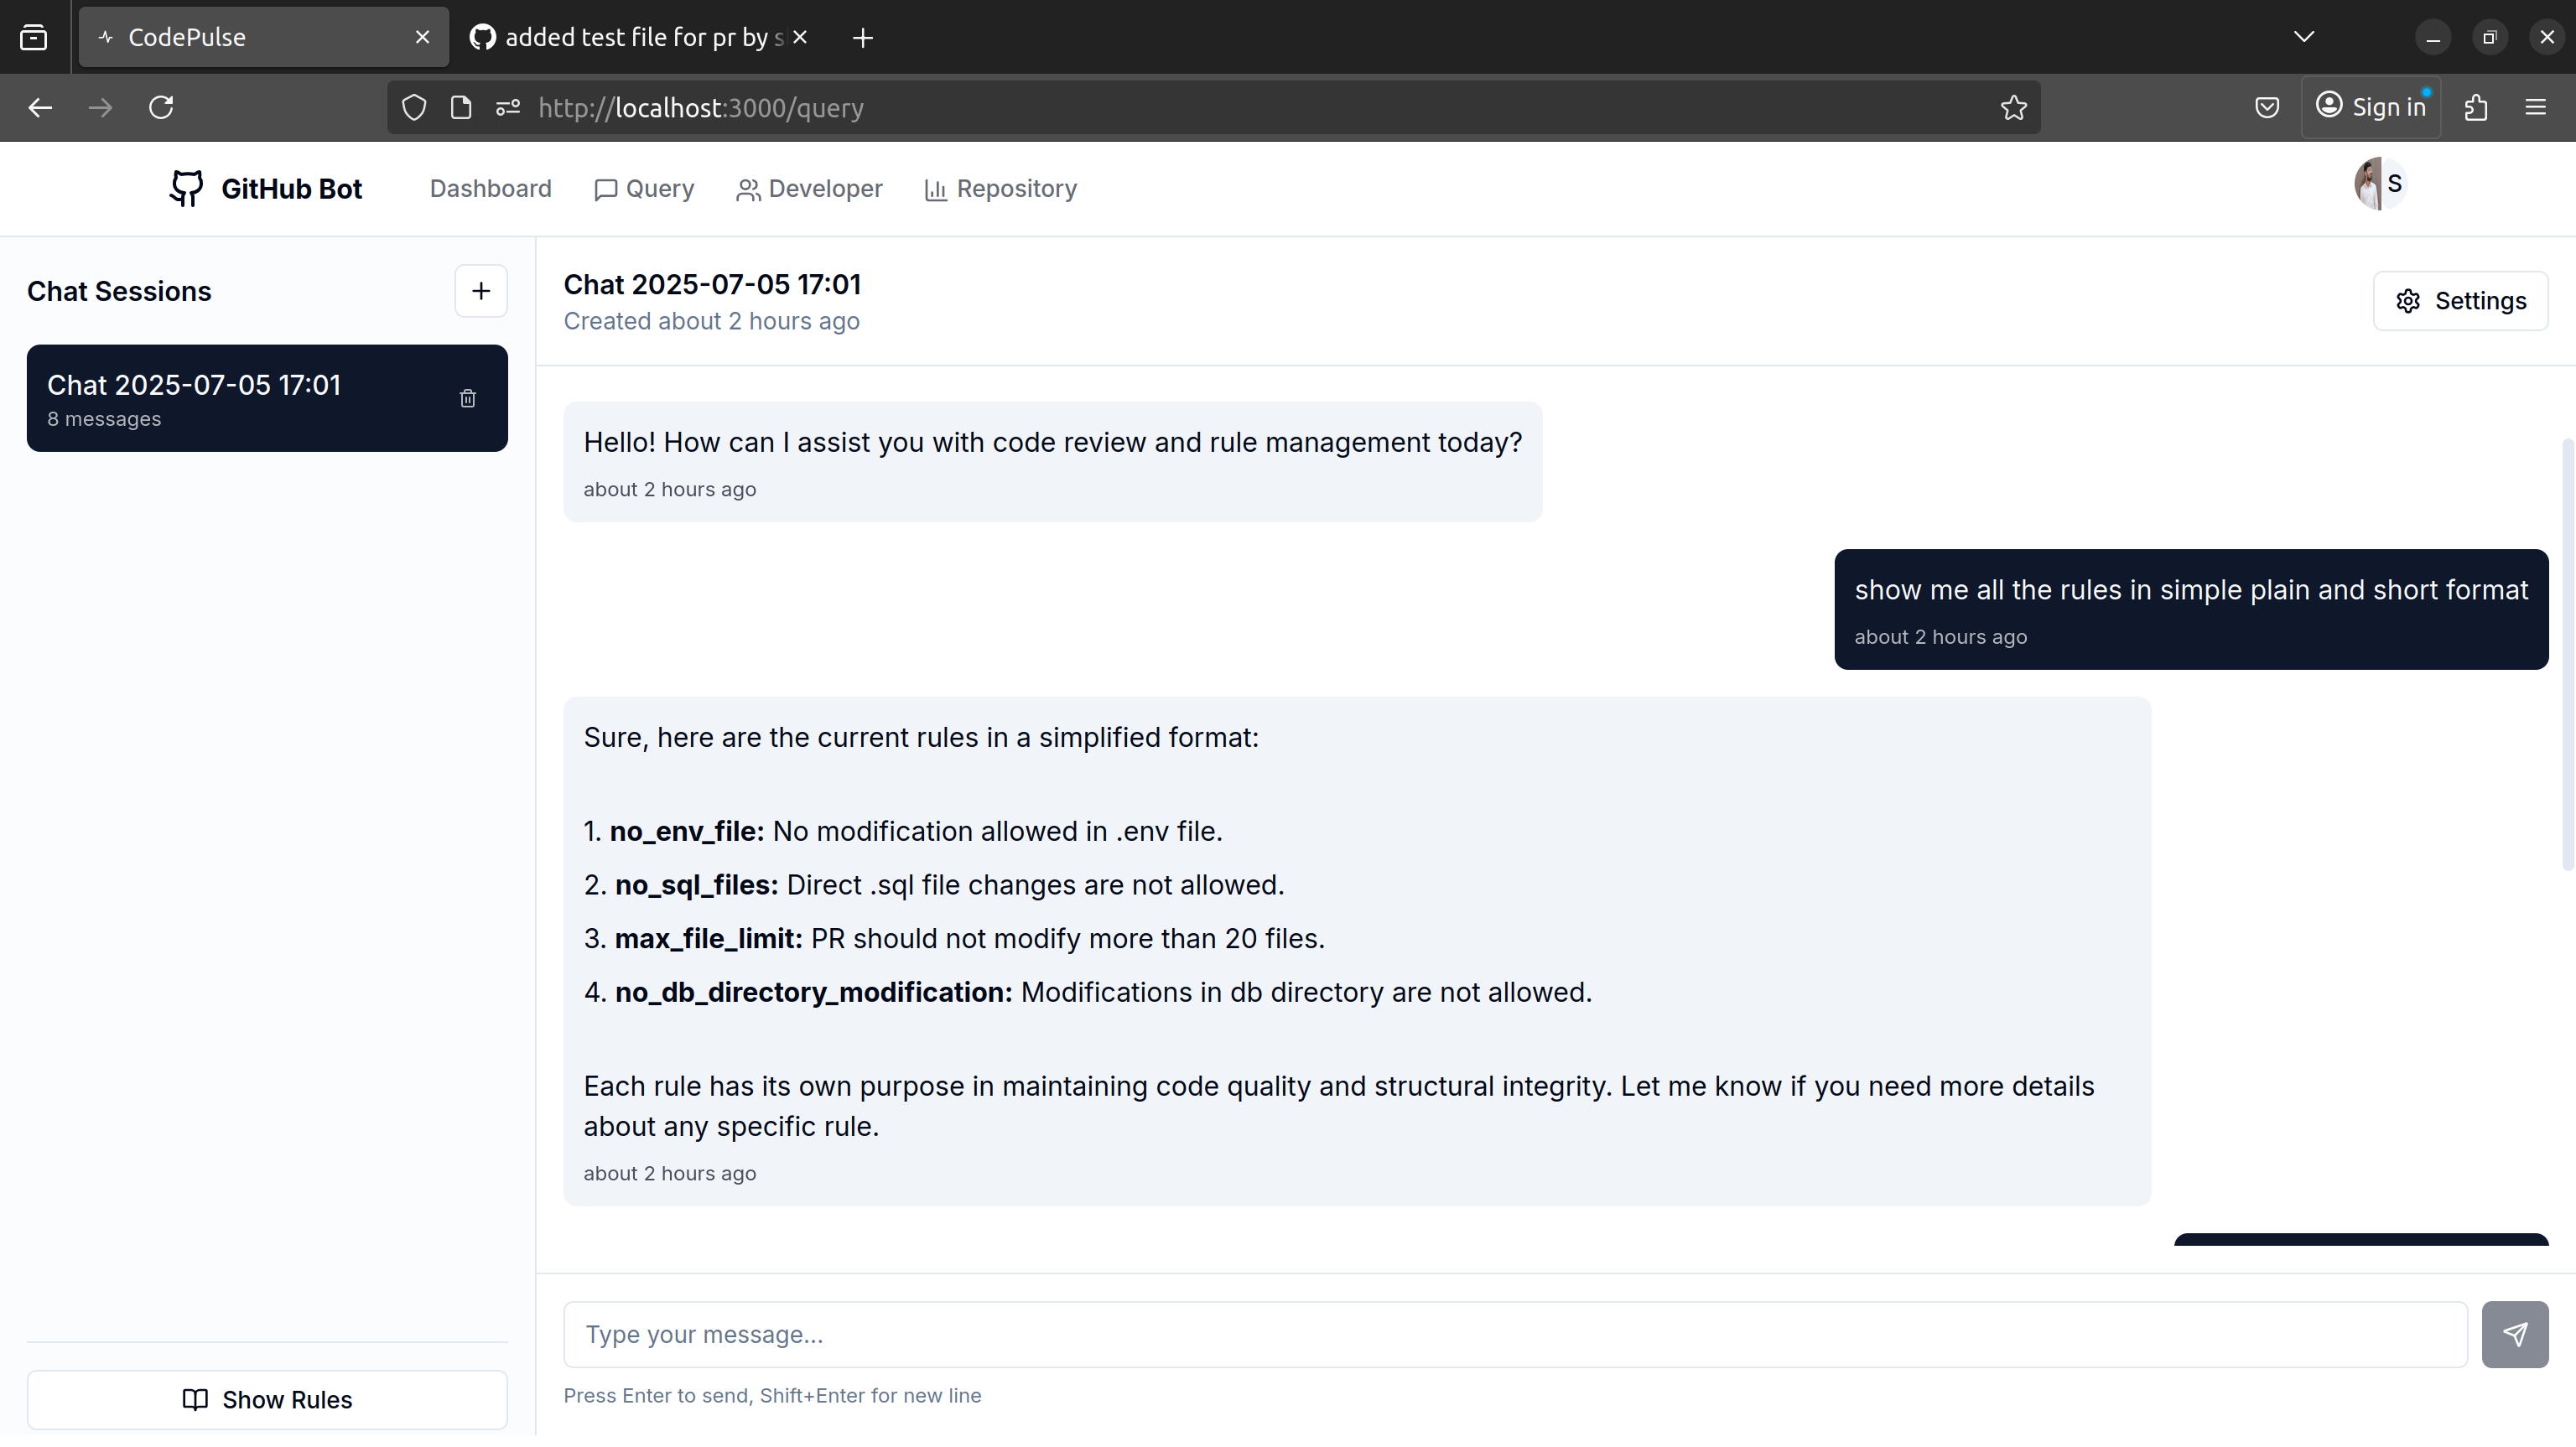 CodePulse
added test file for pr by s
http://localhost:3000/query
Sign in
GitHub Bot
Dashboard
Query
Developer
Repository
S
Chat Sessions
Chat 2025-07-05 17:01
8 messages
Show Rules
Chat 2025-07-05 17:01
Created about 2 hours ago
Settings
Hello! How can I assist you with code review and rule management today?
about 2 hours ago
show me all the rules in simple plain and short format
about 2 hours ago
Sure, here are the current rules in a simplified format:
1. no_env_file: No modification allowed in .env file.
2. no_sql_files: Direct .sql file changes are not allowed.
3. max_file_limit: PR should not modify more than 20 files.
4. no_db_directory_modification: Modifications in db directory are not allowed.
Each rule has its own purpose in maintaining code quality and structural integrity. Let me know if you need more details
about any specific rule.
about 2 hours ago
Type your message...
Press Enter to send, Shift+Enter for new line